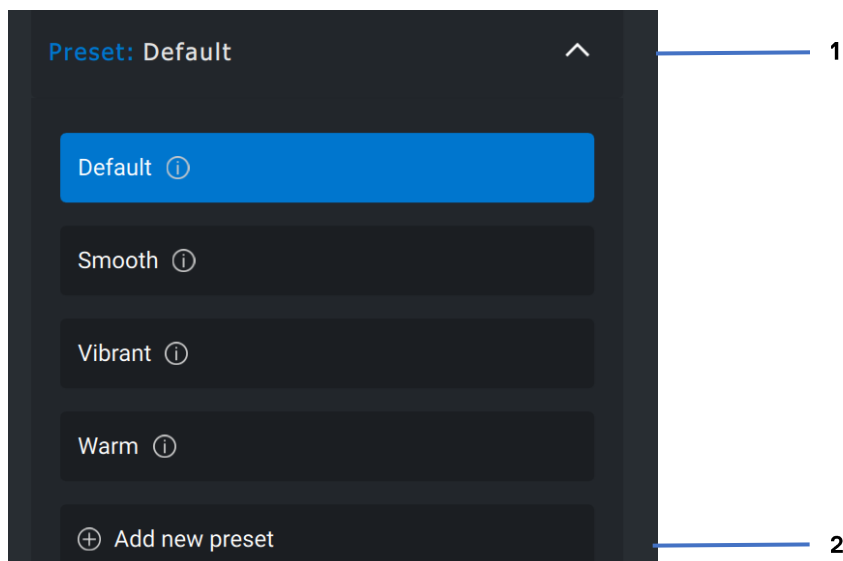 Preset: Default
1
Default
Smooth
Vibrant
Warm
Add new preset
2